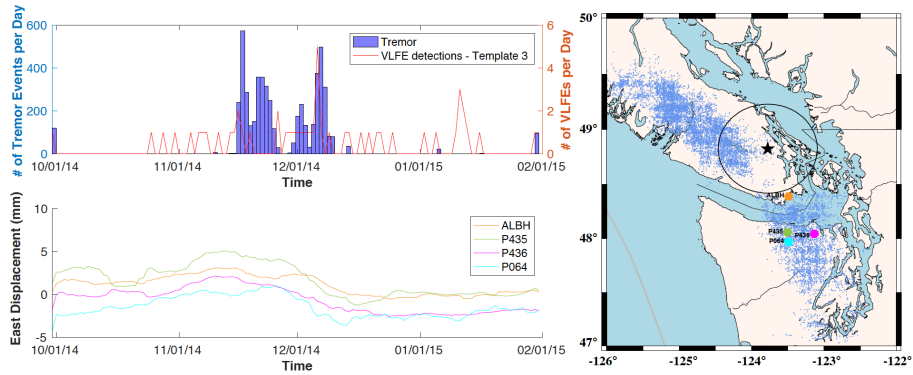 # of Tremor Events per Day
600
400
200
0
Tremor
VLFE detections - Template 3
6
4
2
0
# of VLFEs per Day
10/01/14
11/01/14
12/01/14
01/01/15
02/01/15
Time
East Displacement (mm)
10
5
0
-5
ALBH
P435
P436
P064
10/01/14
11/01/14
12/01/14
01/01/15
02/01/15
Time
50°
49°
48°
47°
ALBH
P435
P436
P064
-126°
-125°
-124°
-123°
-122°